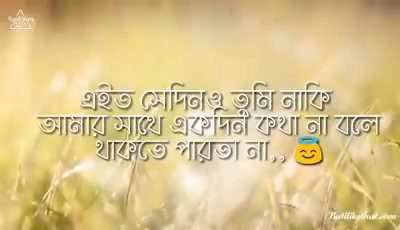 এইত সেদিনও তুমি নাকি
আমার সাথে একদিন কথা না বলে
থাকতে পারতা না,, 😇